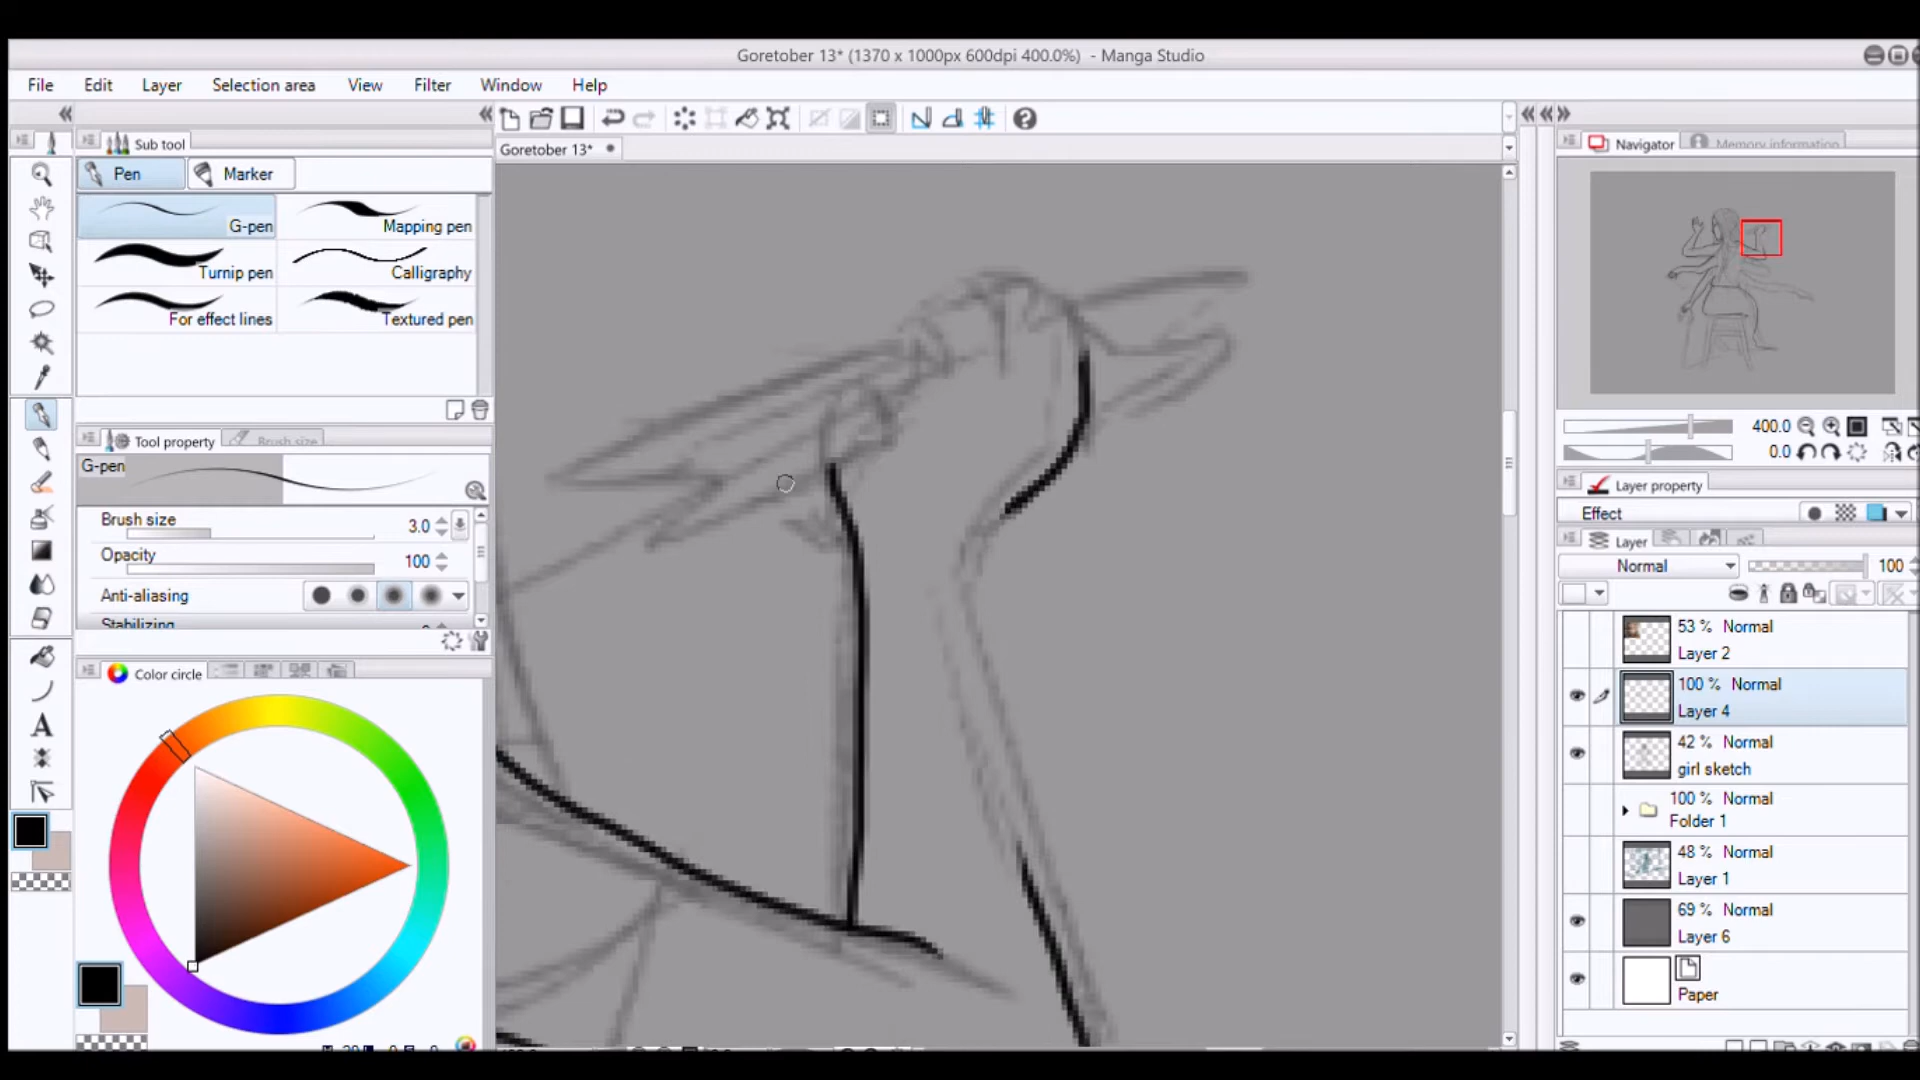 Goretober 13* (1370 x 1000px 600dpi 400.0%) - Manga Studio
File Edit Layer Selection area View Filter Window Help
Sub tool
Pen Marker
G-pen Mapping pen
Turnip pen Calligraphy
For effect lines Textured pen
Tool property Brush size
G-pen
Brush size 3.0
Opacity 100
Anti-aliasing
Stabilizing
Color circle
Goretober 13*
Navigator Memory information
400.0
0.0
Layer property
Effect
Layer
Normal 100
53 % Normal
Layer 2
100 % Normal
Layer 4
42 % Normal
girl sketch
100 % Normal
Folder 1
48 % Normal
Layer 1
69 % Normal
Layer 6
Paper